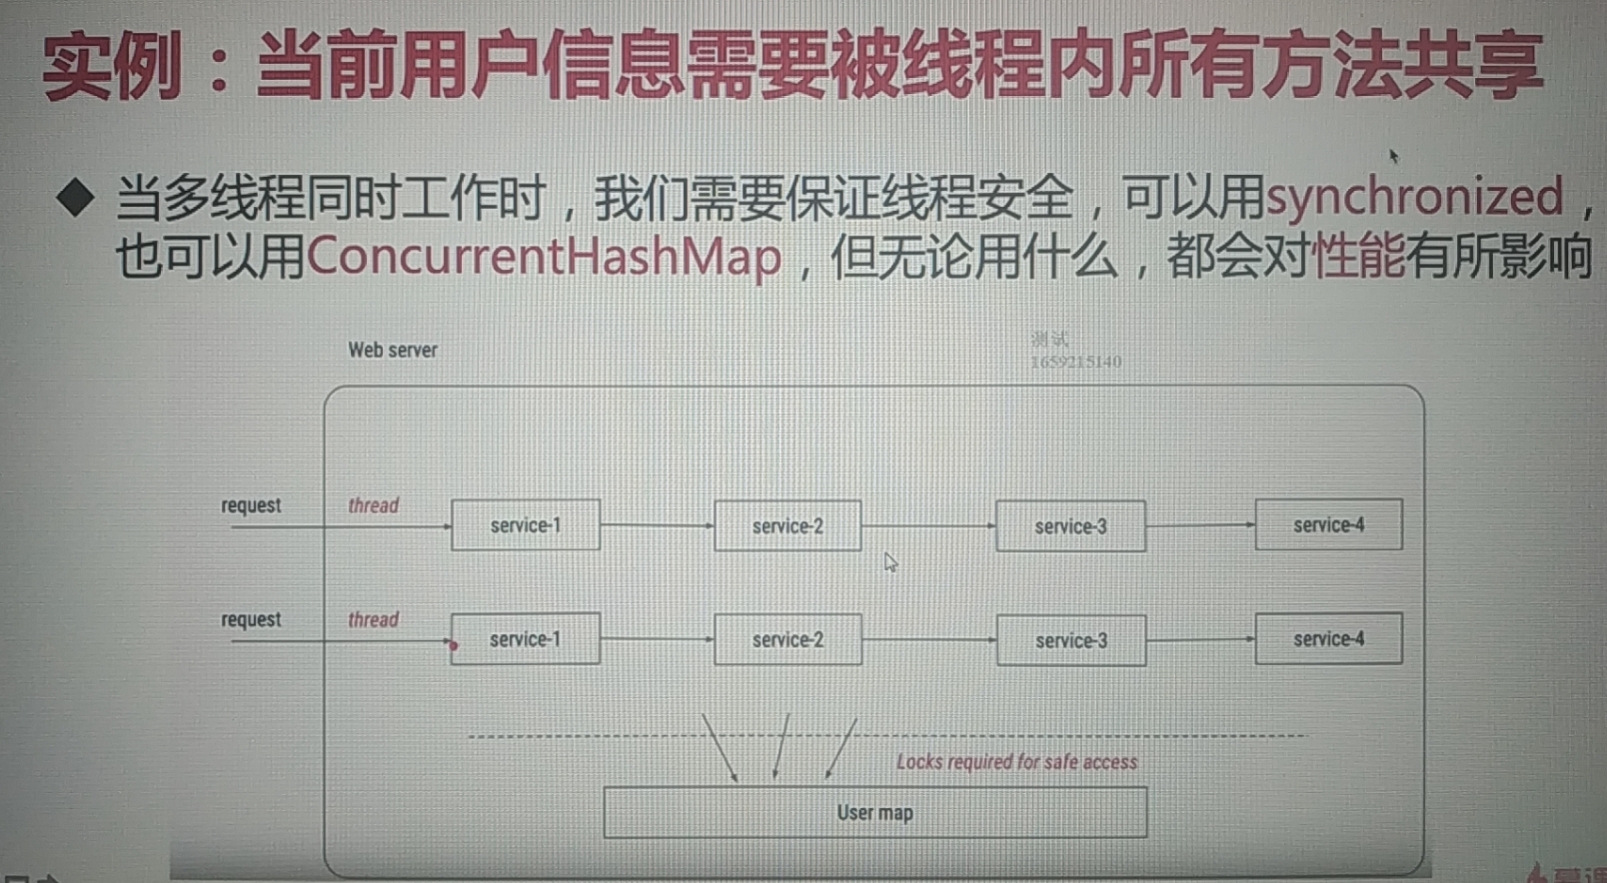 实例：当前用户信息需要被线程内所有方法共享
◆ 当多线程同时工作时，我们需要保证线程安全，可以用synchronized，
也可以用ConcurrentHashMap，但无论用什么，都会对性能有所影响
Web server
测试
1659215140
request thread service-1 service-2 service-3 service-4
request thread service-1 service-2 service-3 service-4
Locks required for safe access
User map